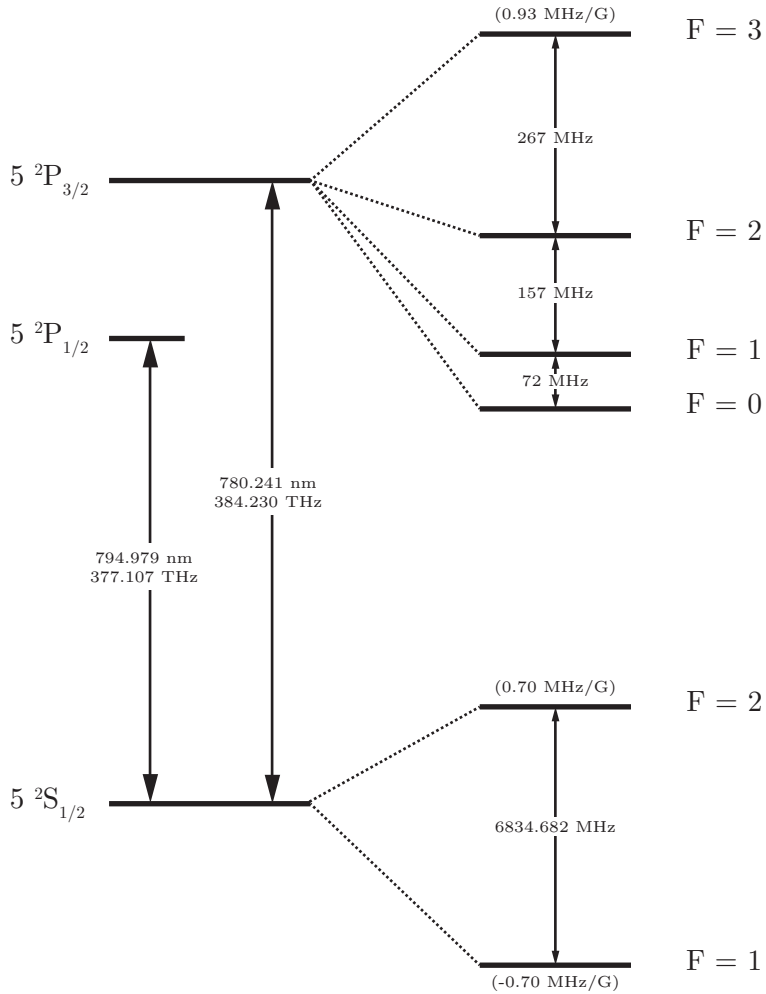 (0.93 MHz/G)
F = 3
267 MHz
5 ²P₃/₂
F = 2
157 MHz
5 ²P₁/₂
F = 1
72 MHz
F = 0
780.241 nm
384.230 THz
794.979 nm
377.107 THz
(0.70 MHz/G)
F = 2
5 ²S₁/₂
6834.682 MHz
F = 1
(-0.70 MHz/G)